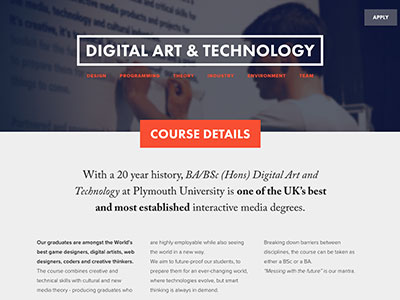 APPLY
DIGITAL ART & TECHNOLOGY
DESIGN PROGRAMMING THEORY INDUSTRY ENVIRONMENT TEAM
COURSE DETAILS
With a 20 year history, BA/BSc (Hons) Digital Art and
Technology at Plymouth University is one of the UK's best
and most established interactive media degrees.
Our graduates are amongst the World's
best game designers, digital artists, web
designers, coders and creative thinkers.
The course combines creative and
technical skills with cultural and new
media theory - producing graduates who
are highly employable while also seeing
the world in a new way.
We aim to future-proof our students, to
prepare them for an ever-changing world,
where technologies evolve, but smart
thinking is always in demand.
Breaking down barriers between
disciplines, the course can be taken as
either a BSc or a BA.
"Messing with the future" is our mantra.